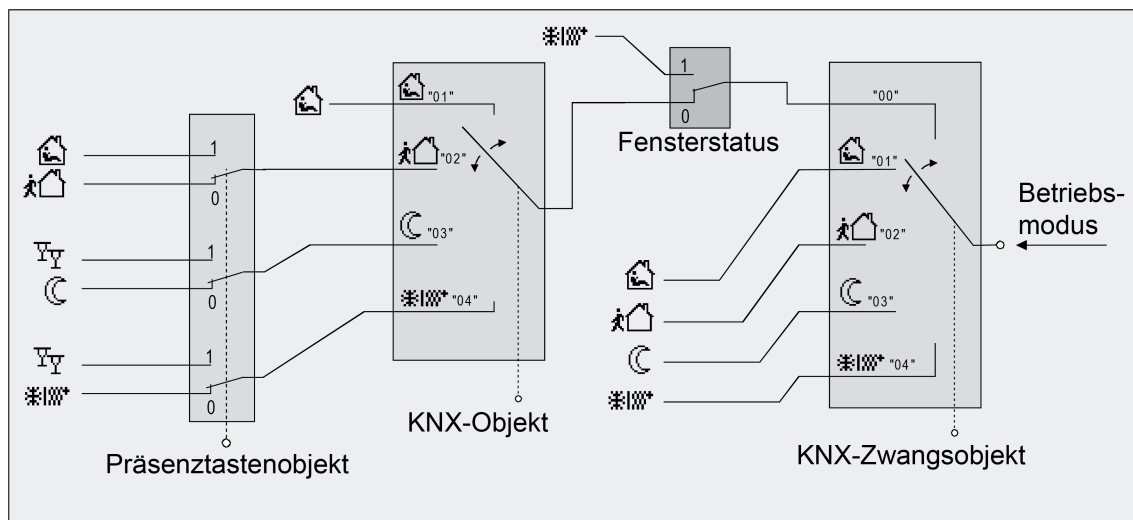 1
0
1
0
1
0
Präsenztastenobjekt
"01"
"02"
"03"
"04"
KNX-Objekt
1
0
Fensterstatus
"00"
"01"
"02"
"03"
"04"
KNX-Zwangsobjekt
Betriebs-
modus